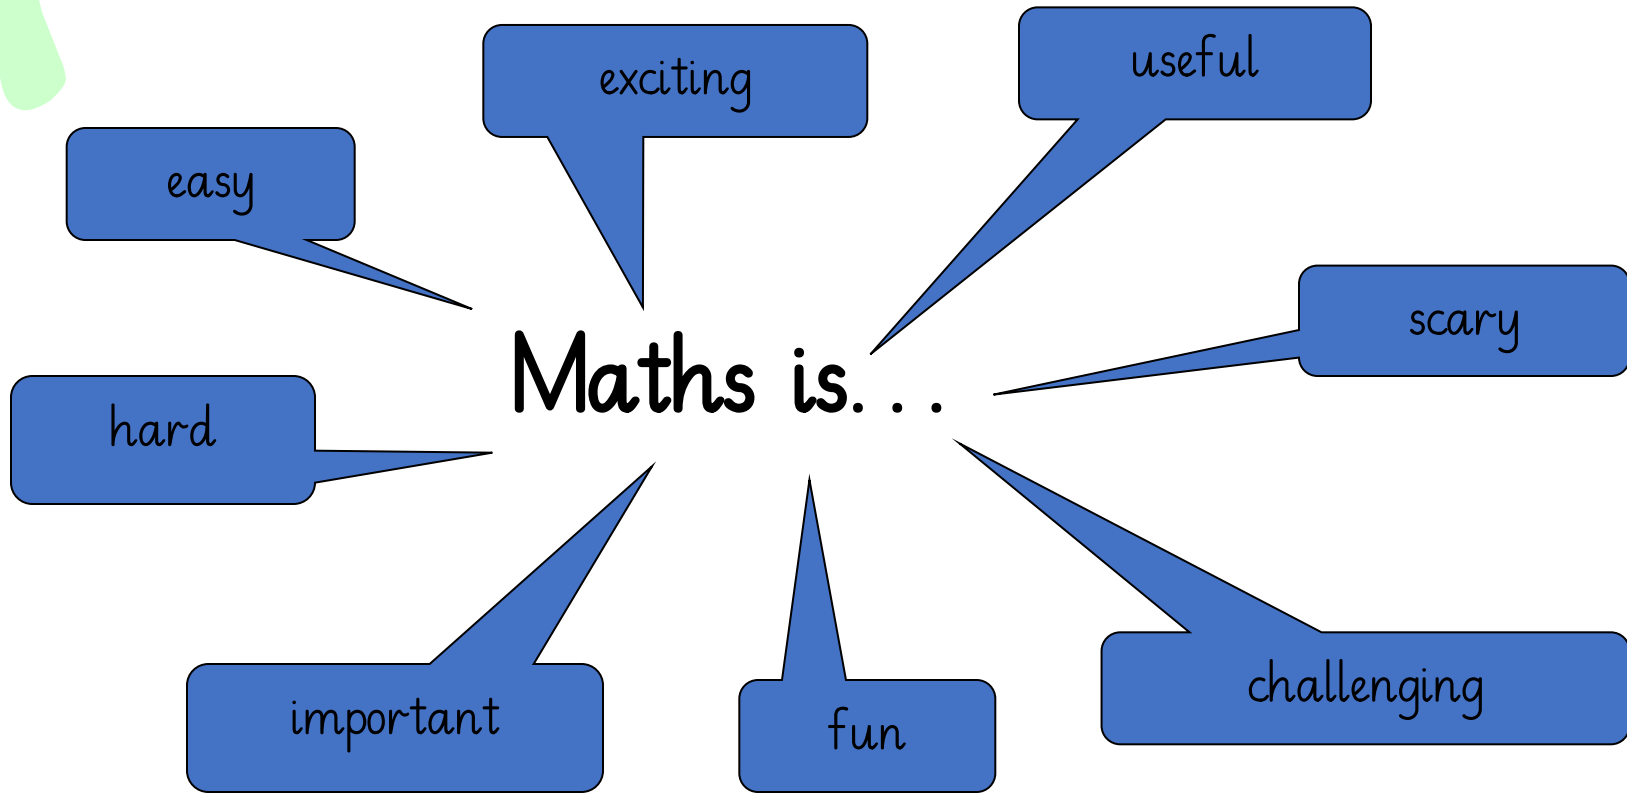 exciting
useful
easy
scary
Maths is. . .
hard
important
fun
challenging